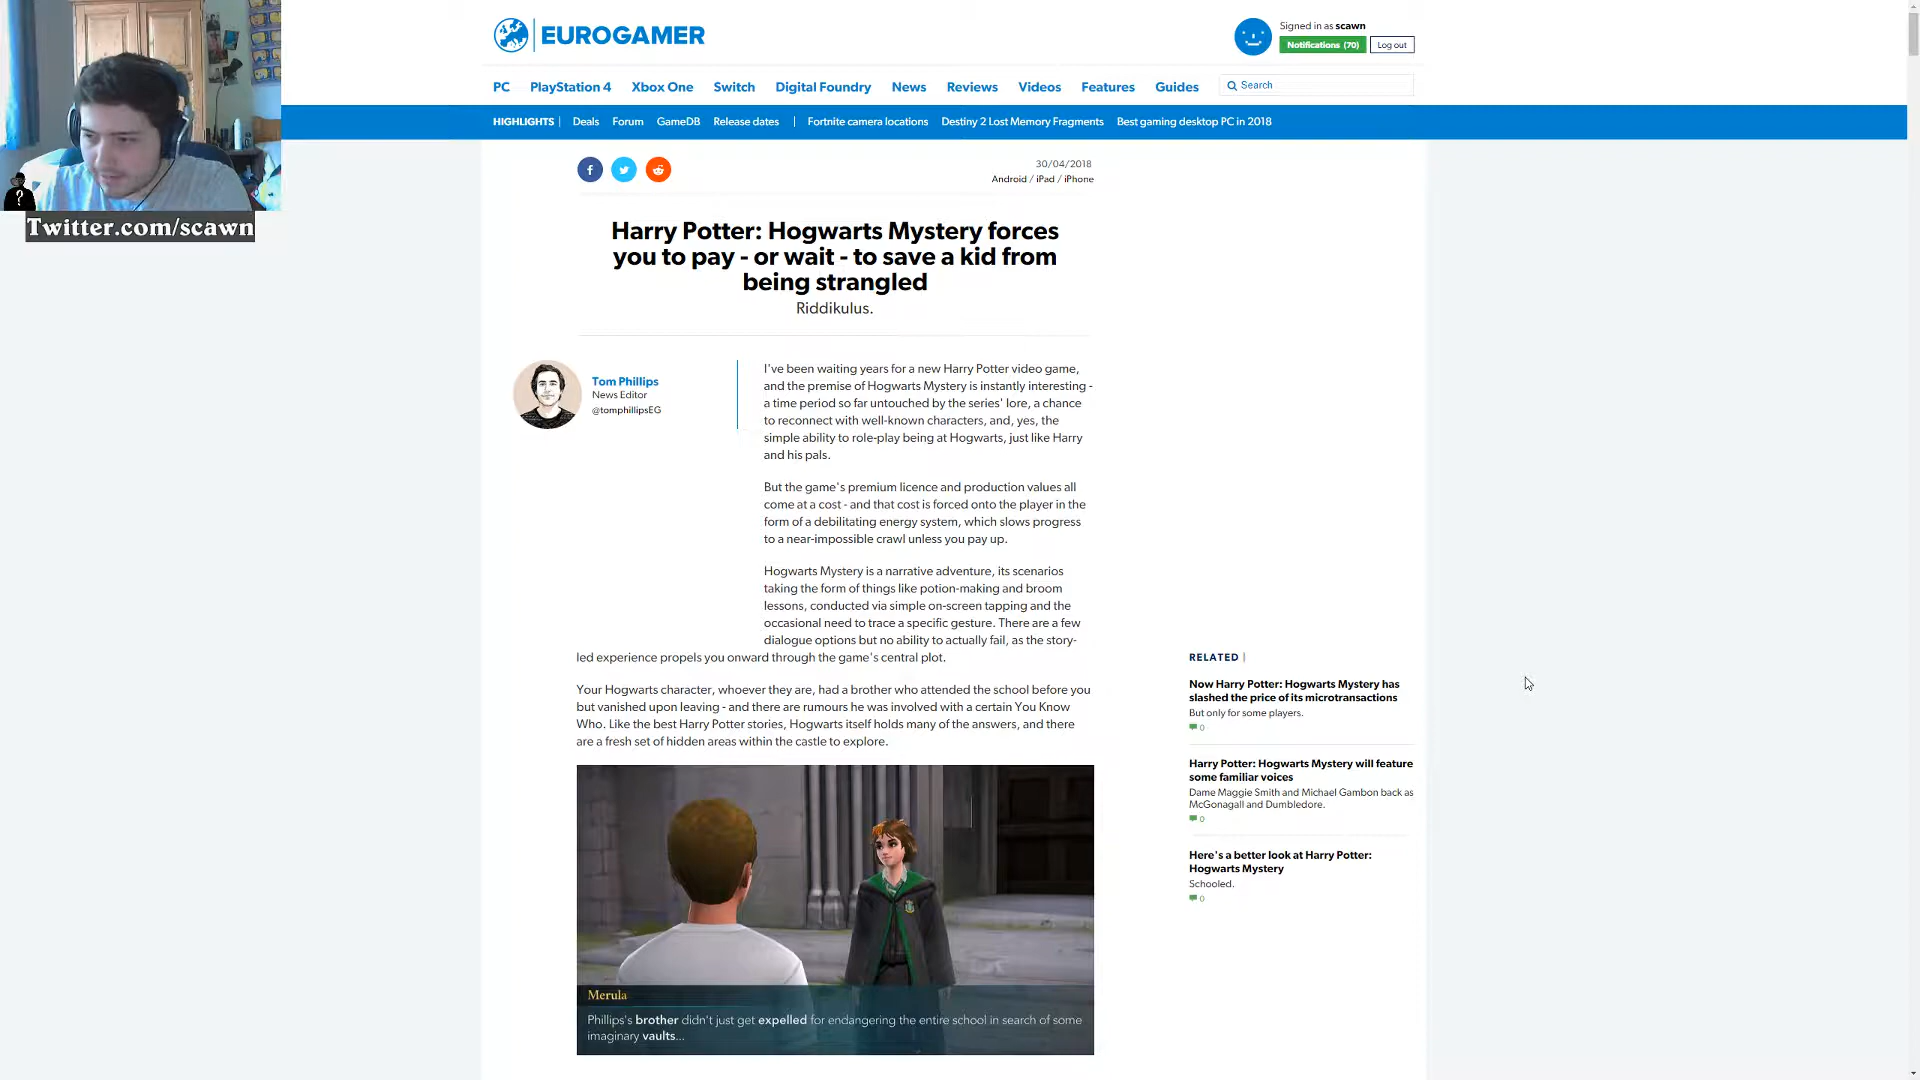 EUROGAMER
Signed in as scawn
Notifications (70)
Log out
PC
PlayStation 4
Xbox One
Switch
Digital Foundry
News
Reviews
Videos
Features
Guides
Search
HIGHLIGHTS
Deals
Forum
GameDB
Release dates
Fortnite camera locations
Destiny 2 Lost Memory Fragments
Best gaming desktop PC in 2018
?
Twitter.com/scawn
30/04/2018
Android / iPad / iPhone
Harry Potter: Hogwarts Mystery forces
you to pay - or wait - to save a kid from
being strangled
Riddikulus.
Tom Phillips
News Editor
@tomphillipsEG
I've been waiting years for a new Harry Potter video game,
and the premise of Hogwarts Mystery is instantly interesting -
a time period so far untouched by the series' lore, a chance
to reconnect with well-known characters, and, yes, the
simple ability to role-play being at Hogwarts, just like Harry
and his pals.
But the game's premium licence and production values all
come at a cost - and that cost is forced onto the player in the
form of a debilitating energy system, which slows progress
to a near-impossible crawl unless you pay up.
Hogwarts Mystery is a narrative adventure, its scenarios
taking the form of things like potion-making and broom
lessons, conducted via simple on-screen tapping and the
occasional need to trace a specific gesture. There are a few
dialogue options but no ability to actually fail, as the story-
led experience propels you onward through the game's central plot.
Your Hogwarts character, whoever they are, had a brother who attended the school before you
but vanished upon leaving - and there are rumours he was involved with a certain You Know
Who. Like the best Harry Potter stories, Hogwarts itself holds many of the answers, and there
are a fresh set of hidden areas within the castle to explore.
Merula
Phillips's brother didn't just get expelled for endangering the entire school in search of some
imaginary vaults...
RELATED
Now Harry Potter: Hogwarts Mystery has
slashed the price of its microtransactions
But only for some players.
0
Harry Potter: Hogwarts Mystery will feature
some familiar voices
Dame Maggie Smith and Michael Gambon back as
McGonagall and Dumbledore.
0
Here's a better look at Harry Potter:
Hogwarts Mystery
Schooled.
0